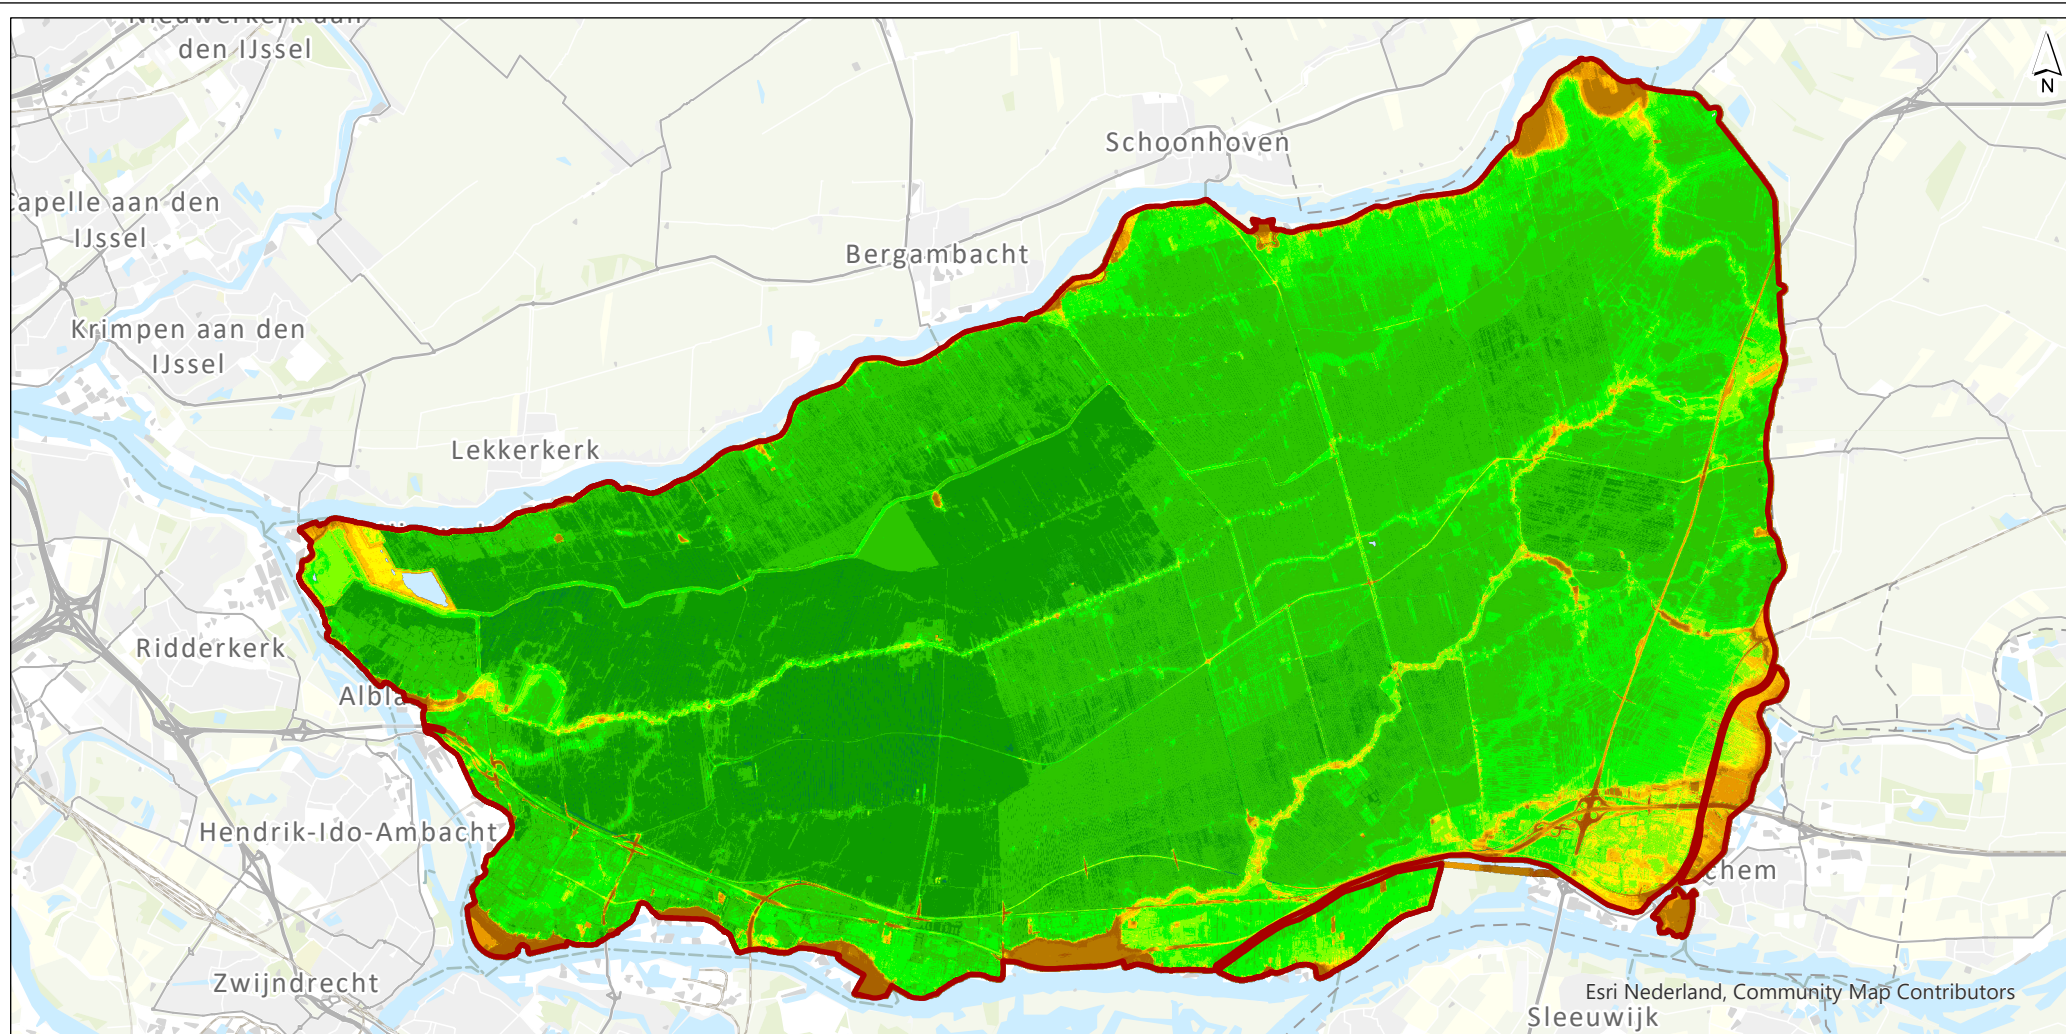 den IJssel
N
Schoonhoven
apelle aan den
IJssel
Bergambacht
Krimpen aan den
IJssel
Lekkerkerk
Ridderkerk
Albla
Hendrik-Ido-Ambacht
chem
Zwijndrecht
Esri Nederland, Community Map Contributors
Sleeuwijk